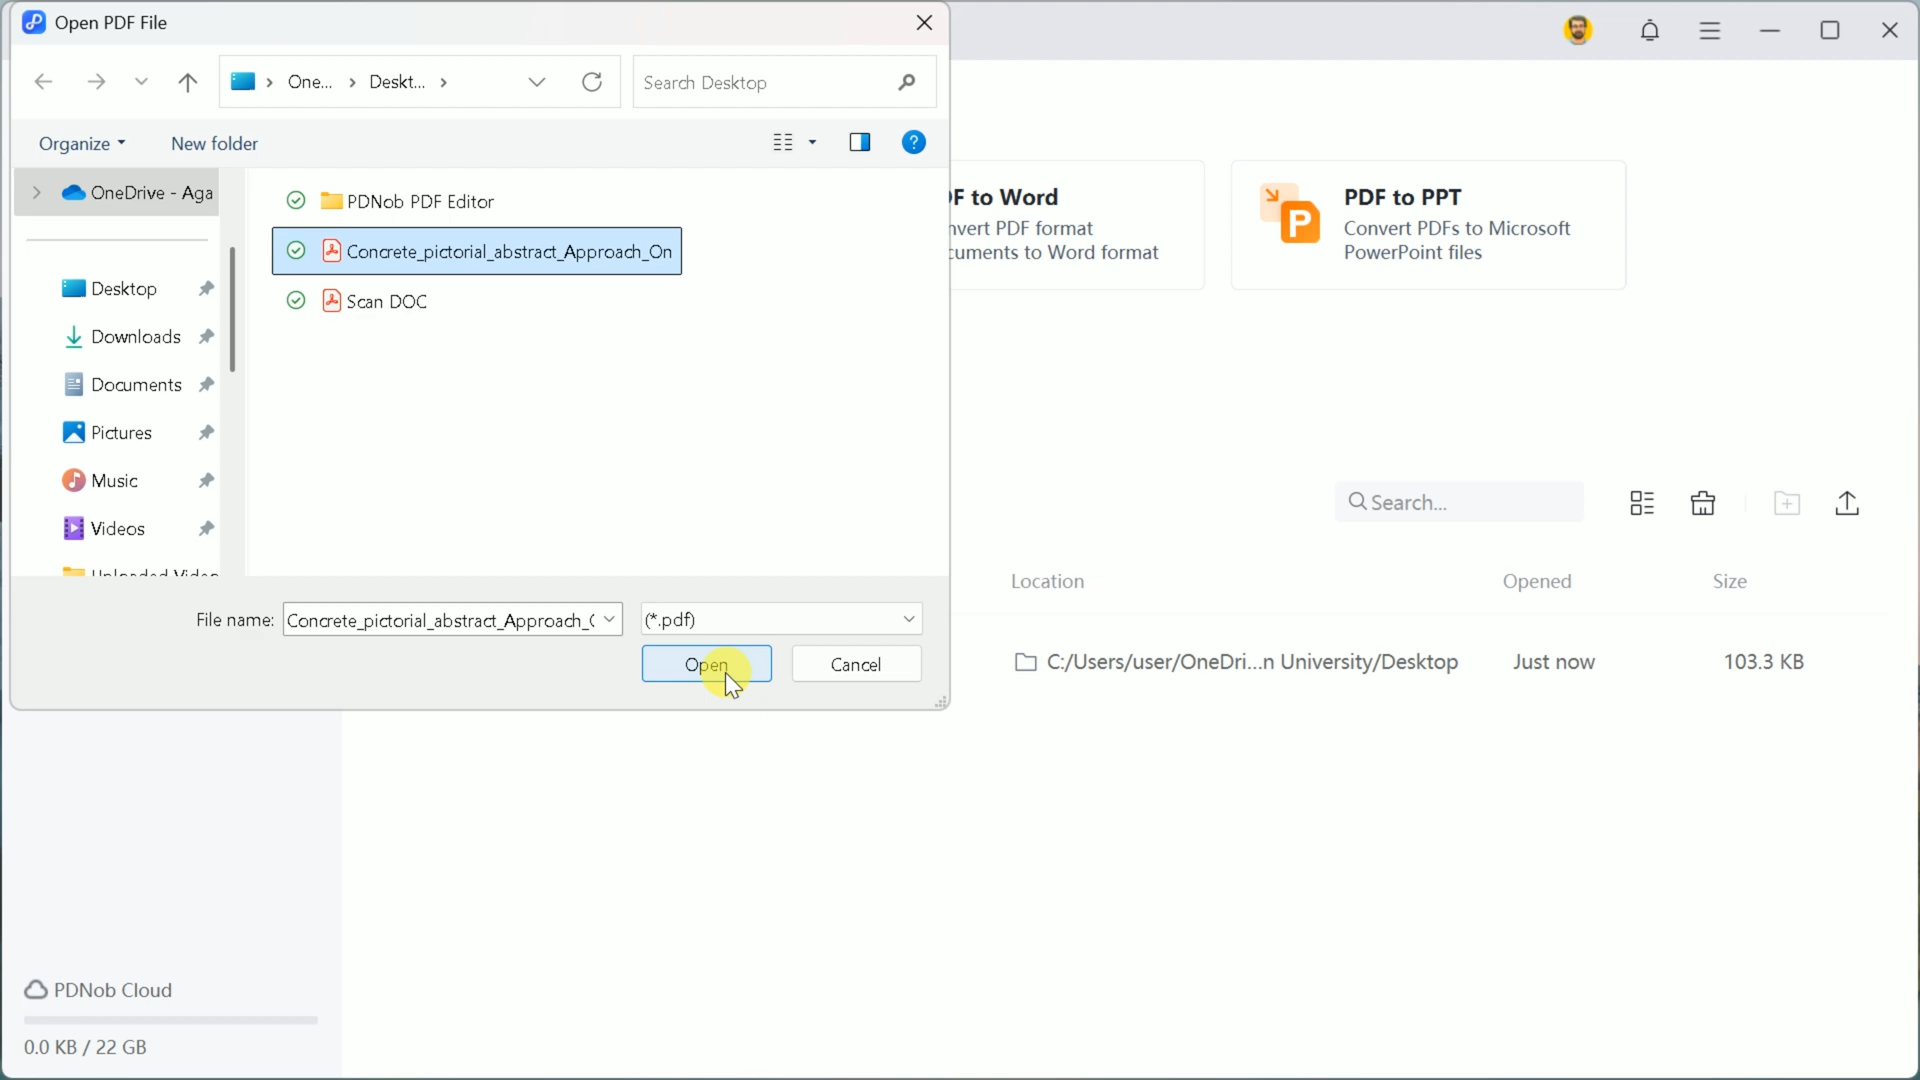 Open PDF File
One... Deskt...
Search Desktop
Organize
New folder
OneDrive - Aga
PDNob PDF Editor
Concrete_pictorial_abstract_Approach_On
Scan DOC
Desktop
Downloads
Documents
Pictures
Music
Videos
File name: Concrete_pictorial_abstract_Approach_(
(*.pdf)
Open
Cancel
F to Word
nvert PDF format
cuments to Word format
PDF to PPT
Convert PDFs to Microsoft
PowerPoint files
Search...
Location Opened Size
C:/Users/user/OneDri...n University/Desktop Just now 103.3 KB
PDNob Cloud
0.0 KB / 22 GB